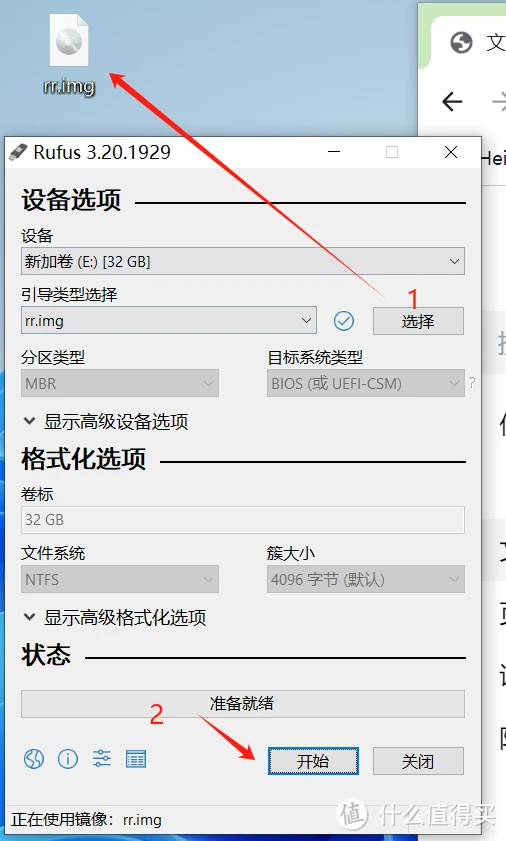 rr.img
文
Rufus 3.20.1929
Hei
设备选项
设备
新加卷 (E:) [32 GB]
引导类型选择
1
rr.img
选择
分区类型
目标系统类型
MBR
BIOS (或 UEFI-CSM)
?
显示高级设备选项
格式化选项
卷标
32 GB
文件系统
簇大小
NTFS
4096 字节 (默认)
显示高级格式化选项
状态
准备就绪
2
开始
关闭
正在使用镜像: rr.img
值 什么值得买